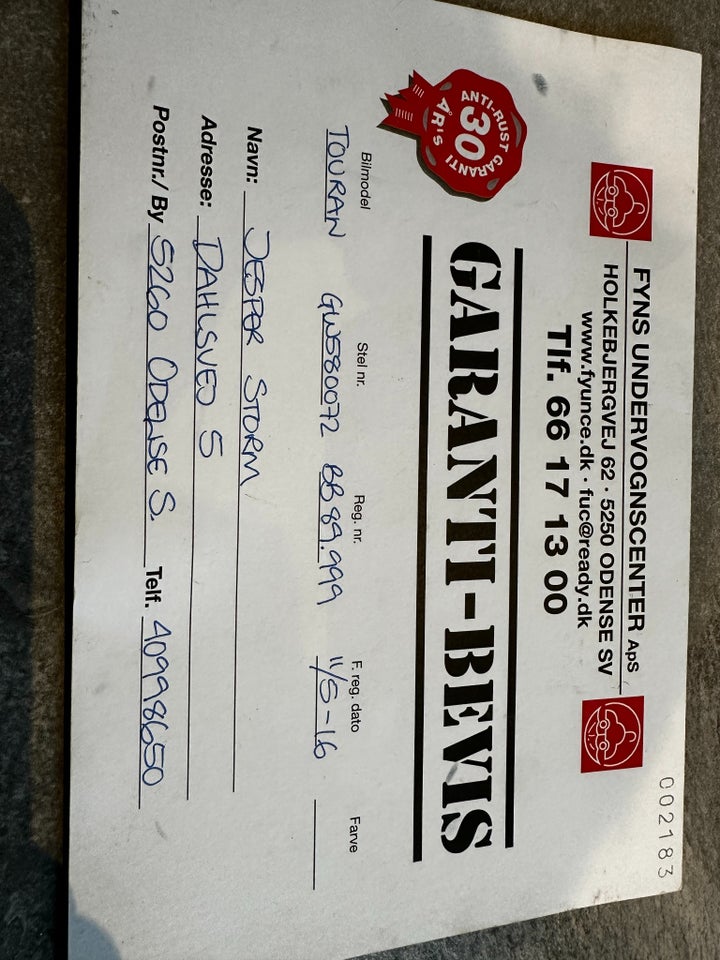 002183
FYNS UNDERVOGNSCENTER ApS
HOLKEBJERGVEJ 62 · 5250 ODENSE SV
www.fyunce.dk · fuc@ready.dk
Tlf. 66 17 13 00
ANTI-RUST GARANTI
30
ÅR'S
GARANTI-BEVIS
Bilmodel Stel nr. Reg. nr. F. reg. dato Farve
TOURAN GW580072 BB 89.999 11/5-16
Navn: JESPER STORM
Adresse: DAHLSVEJ 5
Postnr./ By 5260 ODENSE S. Telf. 40998650